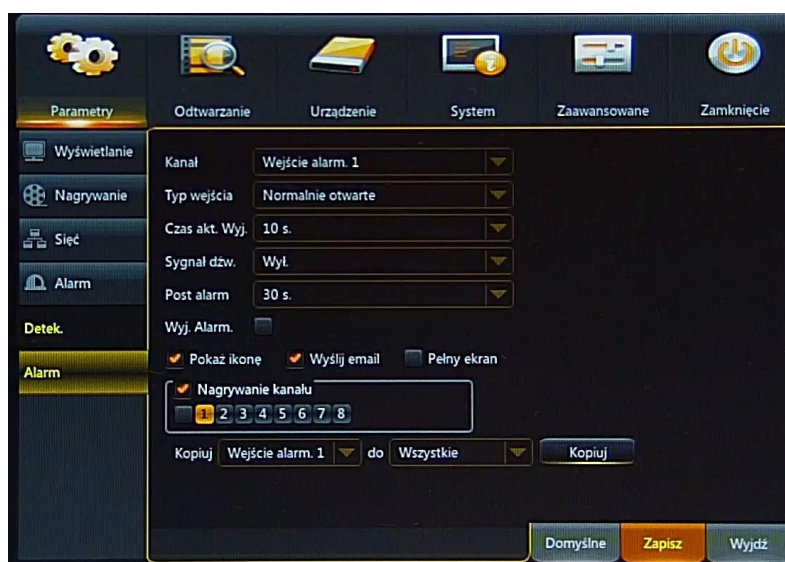 Parametry Odtwarzanie Urządzenie System Zaawansowane Zamknięcie
Wyświetlanie
Nagrywanie
Sięć
Alarm
Detek.
Alarm
Kanał Wejście alarm. 1
Typ wejścia Normalnie otwarte
Czas akt. Wyj. 10 s.
Sygnał dźw. Wył.
Post alarm 30 s.
Wyj. Alarm.
Pokaż ikonę Wyślij email Pełny ekran
Nagrywanie kanału
1 2 3 4 5 6 7 8
Kopiuj Wejście alarm. 1 do Wszystkie Kopiuj
Domyślne Zapisz Wyjdź